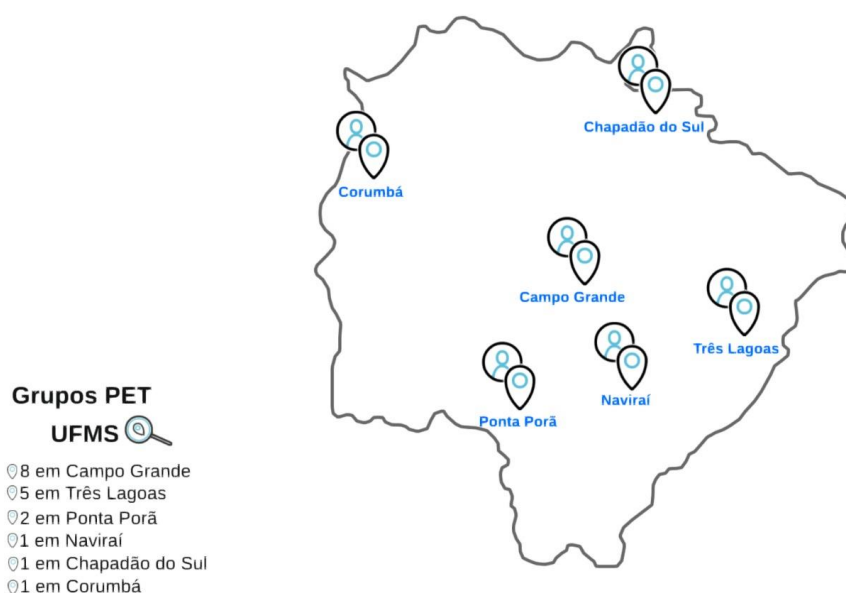 Chapadão do Sul
Corumbá
Campo Grande
Três Lagoas
Naviraí
Ponta Porã
Grupos PET
UFMS
8 em Campo Grande
5 em Três Lagoas
2 em Ponta Porã
1 em Naviraí
1 em Chapadão do Sul
1 em Corumbá